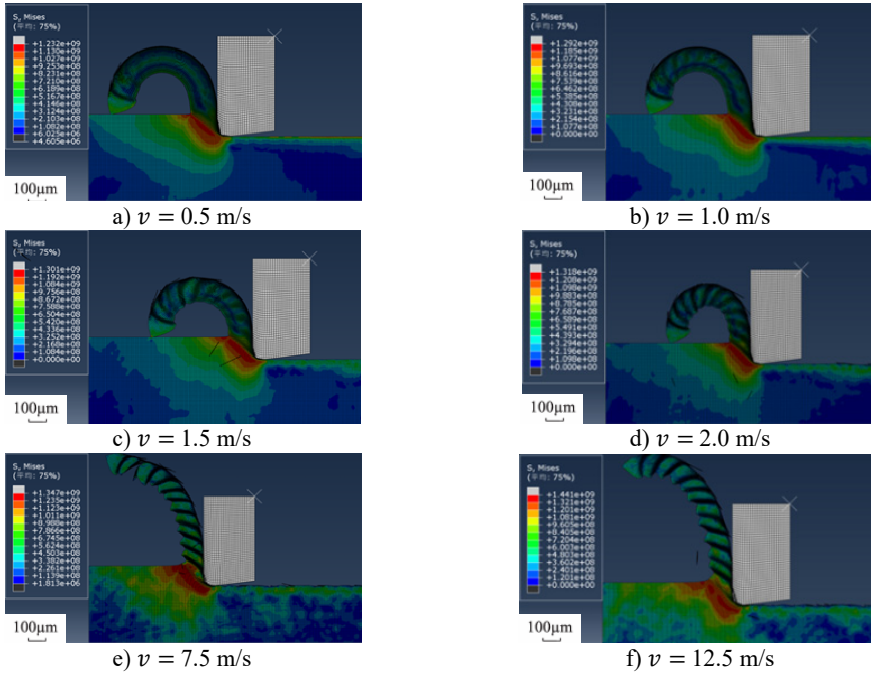 S, Mises
(平均: 75%)
+1.232e+09
+1.130e+09
+1.027e+09
+9.253e+08
+8.231e+08
+7.210e+08
+6.189e+08
+5.167e+08
+4.146e+08
+3.124e+08
+2.103e+08
+1.082e+08
+6.025e+06
+4.605e+06
100μm
a) v = 0.5 m/s
S, Mises
(平均: 75%)
+1.292e+09
+1.185e+09
+1.077e+09
+9.693e+08
+8.616e+08
+7.539e+08
+6.462e+08
+5.385e+08
+4.308e+08
+3.231e+08
+2.154e+08
+1.077e+08
+0.000e+00
100μm
b) v = 1.0 m/s
S, Mises
(平均: 75%)
+1.301e+09
+1.192e+09
+1.084e+09
+9.756e+08
+8.672e+08
+7.588e+08
+6.504e+08
+5.420e+08
+4.336e+08
+3.252e+08
+2.168e+08
+1.084e+08
+0.000e+00
100μm
c) v = 1.5 m/s
S, Mises
(平均: 75%)
+1.318e+09
+1.208e+09
+1.098e+09
+9.883e+08
+8.785e+08
+7.687e+08
+6.589e+08
+5.491e+08
+4.393e+08
+3.294e+08
+2.196e+08
+1.098e+08
+0.000e+00
100μm
d) v = 2.0 m/s
S, Mises
(平均: 75%)
+1.347e+09
+1.235e+09
+1.123e+09
+1.011e+09
+8.988e+08
+7.866e+08
+6.745e+08
+5.624e+08
+4.503e+08
+3.382e+08
+2.261e+08
+1.139e+08
+1.813e+06
100μm
e) v = 7.5 m/s
S, Mises
(平均: 75%)
+1.441e+09
+1.321e+09
+1.201e+09
+1.081e+09
+9.605e+08
+8.405e+08
+7.204e+08
+6.003e+08
+4.803e+08
+3.602e+08
+2.401e+08
+1.201e+08
+0.000e+00
100μm
f) v = 12.5 m/s